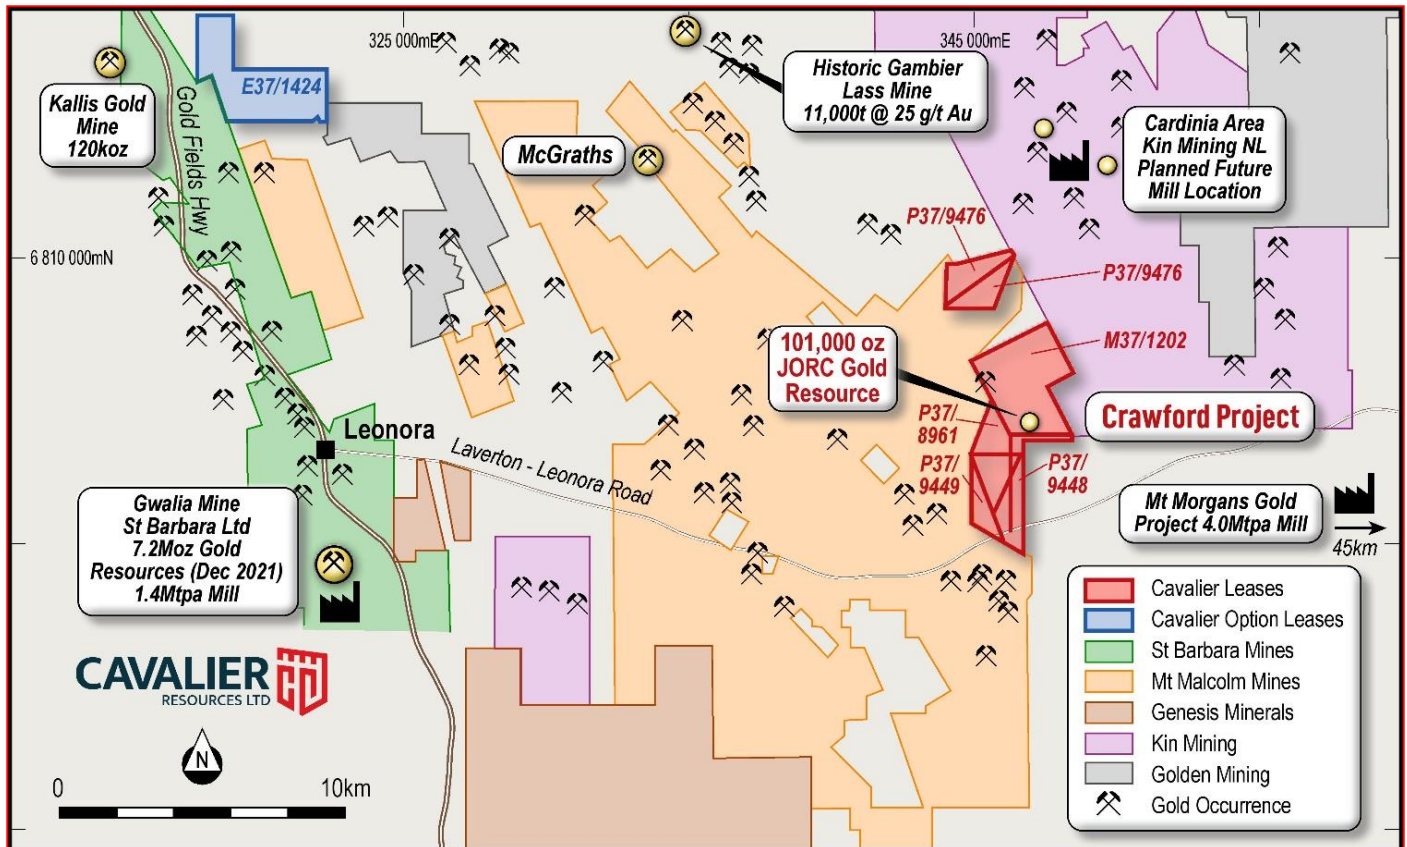 325 000mE
345 000mE
Kallis Gold
Mine
120koz
E37/1424
Gold Fields Hwy
McGraths
Historic Gambier
Lass Mine
11,000t @ 25 g/t Au
Cardinia Area
Kin Mining NL
Planned Future
Mill Location
P37/9476
P37/9476
6 810 000mN
101,000 oz
JORC Gold
Resource
M37/1202
Crawford Project
P37/
8961
P37/
9449
P37/
9448
Leonora
Laverton - Leonora Road
Gwalia Mine
St Barbara Ltd
7.2Moz Gold
Resources (Dec 2021)
1.4Mtpa Mill
Mt Morgans Gold
Project 4.0Mtpa Mill
45km
Cavalier Leases
Cavalier Option Leases
St Barbara Mines
Mt Malcolm Mines
Genesis Minerals
Kin Mining
Golden Mining
Gold Occurrence
CAVALIER
RESOURCES LTD
N
0
10km